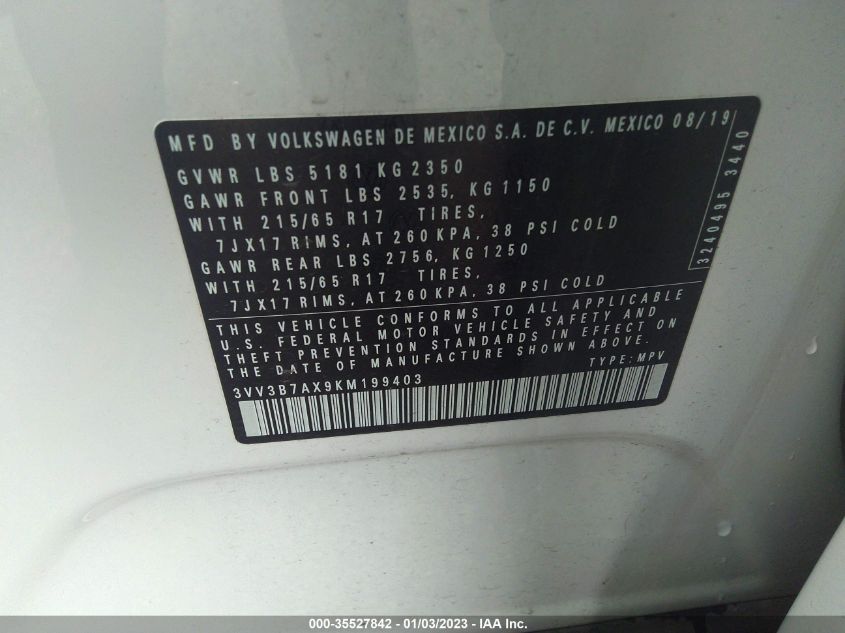 MFD BY VOLKSWAGEN DE MEXICO S.A. DE C.V. MEXICO 08/19
GVWR LBS 5181 KG 2350
GAWR FRONT LBS 2535, KG 1150
WITH 215/65 R17 TIRES,
7JX17 RIMS, AT 260 KPA, 38 PSI COLD
GAWR REAR LBS 2756, KG 1250
WITH 215/65 R17 TIRES,
7JX17 RIMS, AT 260 KPA, 38 PSI COLD
3240495 3440
THIS VEHICLE CONFORMS TO ALL APPLICABLE
U.S. FEDERAL MOTOR VEHICLE SAFETY AND
THEFT PREVENTION STANDARDS IN EFFECT ON
THE DATE OF MANUFACTURE SHOWN ABOVE.
TYPE: MPV
3VV3B7AX9KM199403
000-35527842 - 01/03/2023 - IAA Inc.